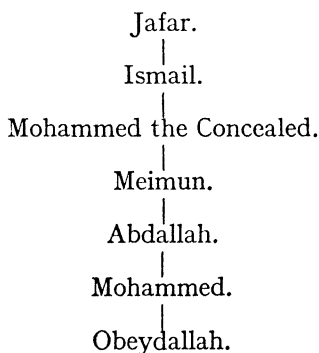 Jafar.
Ismail.
Mohammed the Concealed.
Meimun.
Abdallah.
Mohammed.
Obeydallah.